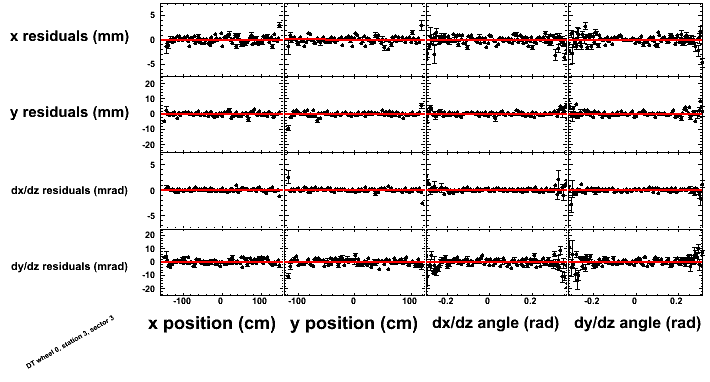 x residuals (mm)
5
0
-5
y residuals (mm)
20
10
0
-10
-20
dx/dz residuals (mrad)
5
0
-5
dy/dz residuals (mrad)
20
10
0
-10
-20
-100 0 100 -100 0 100 -0.2 0 0.2 -0.2 0 0.2
x position (cm) y position (cm) dx/dz angle (rad) dy/dz angle (rad)
DT wheel 0, station 3, sector 3